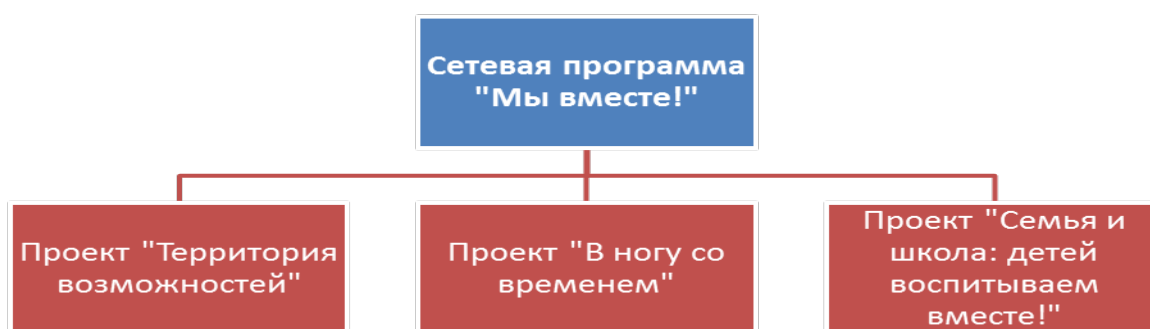 Сетевая программа
"Мы вместе!"
Проект "Территория
возможностей"
Проект "В ногу со
временем"
Проект "Семья и
школа: детей
воспитываем
вместе!"